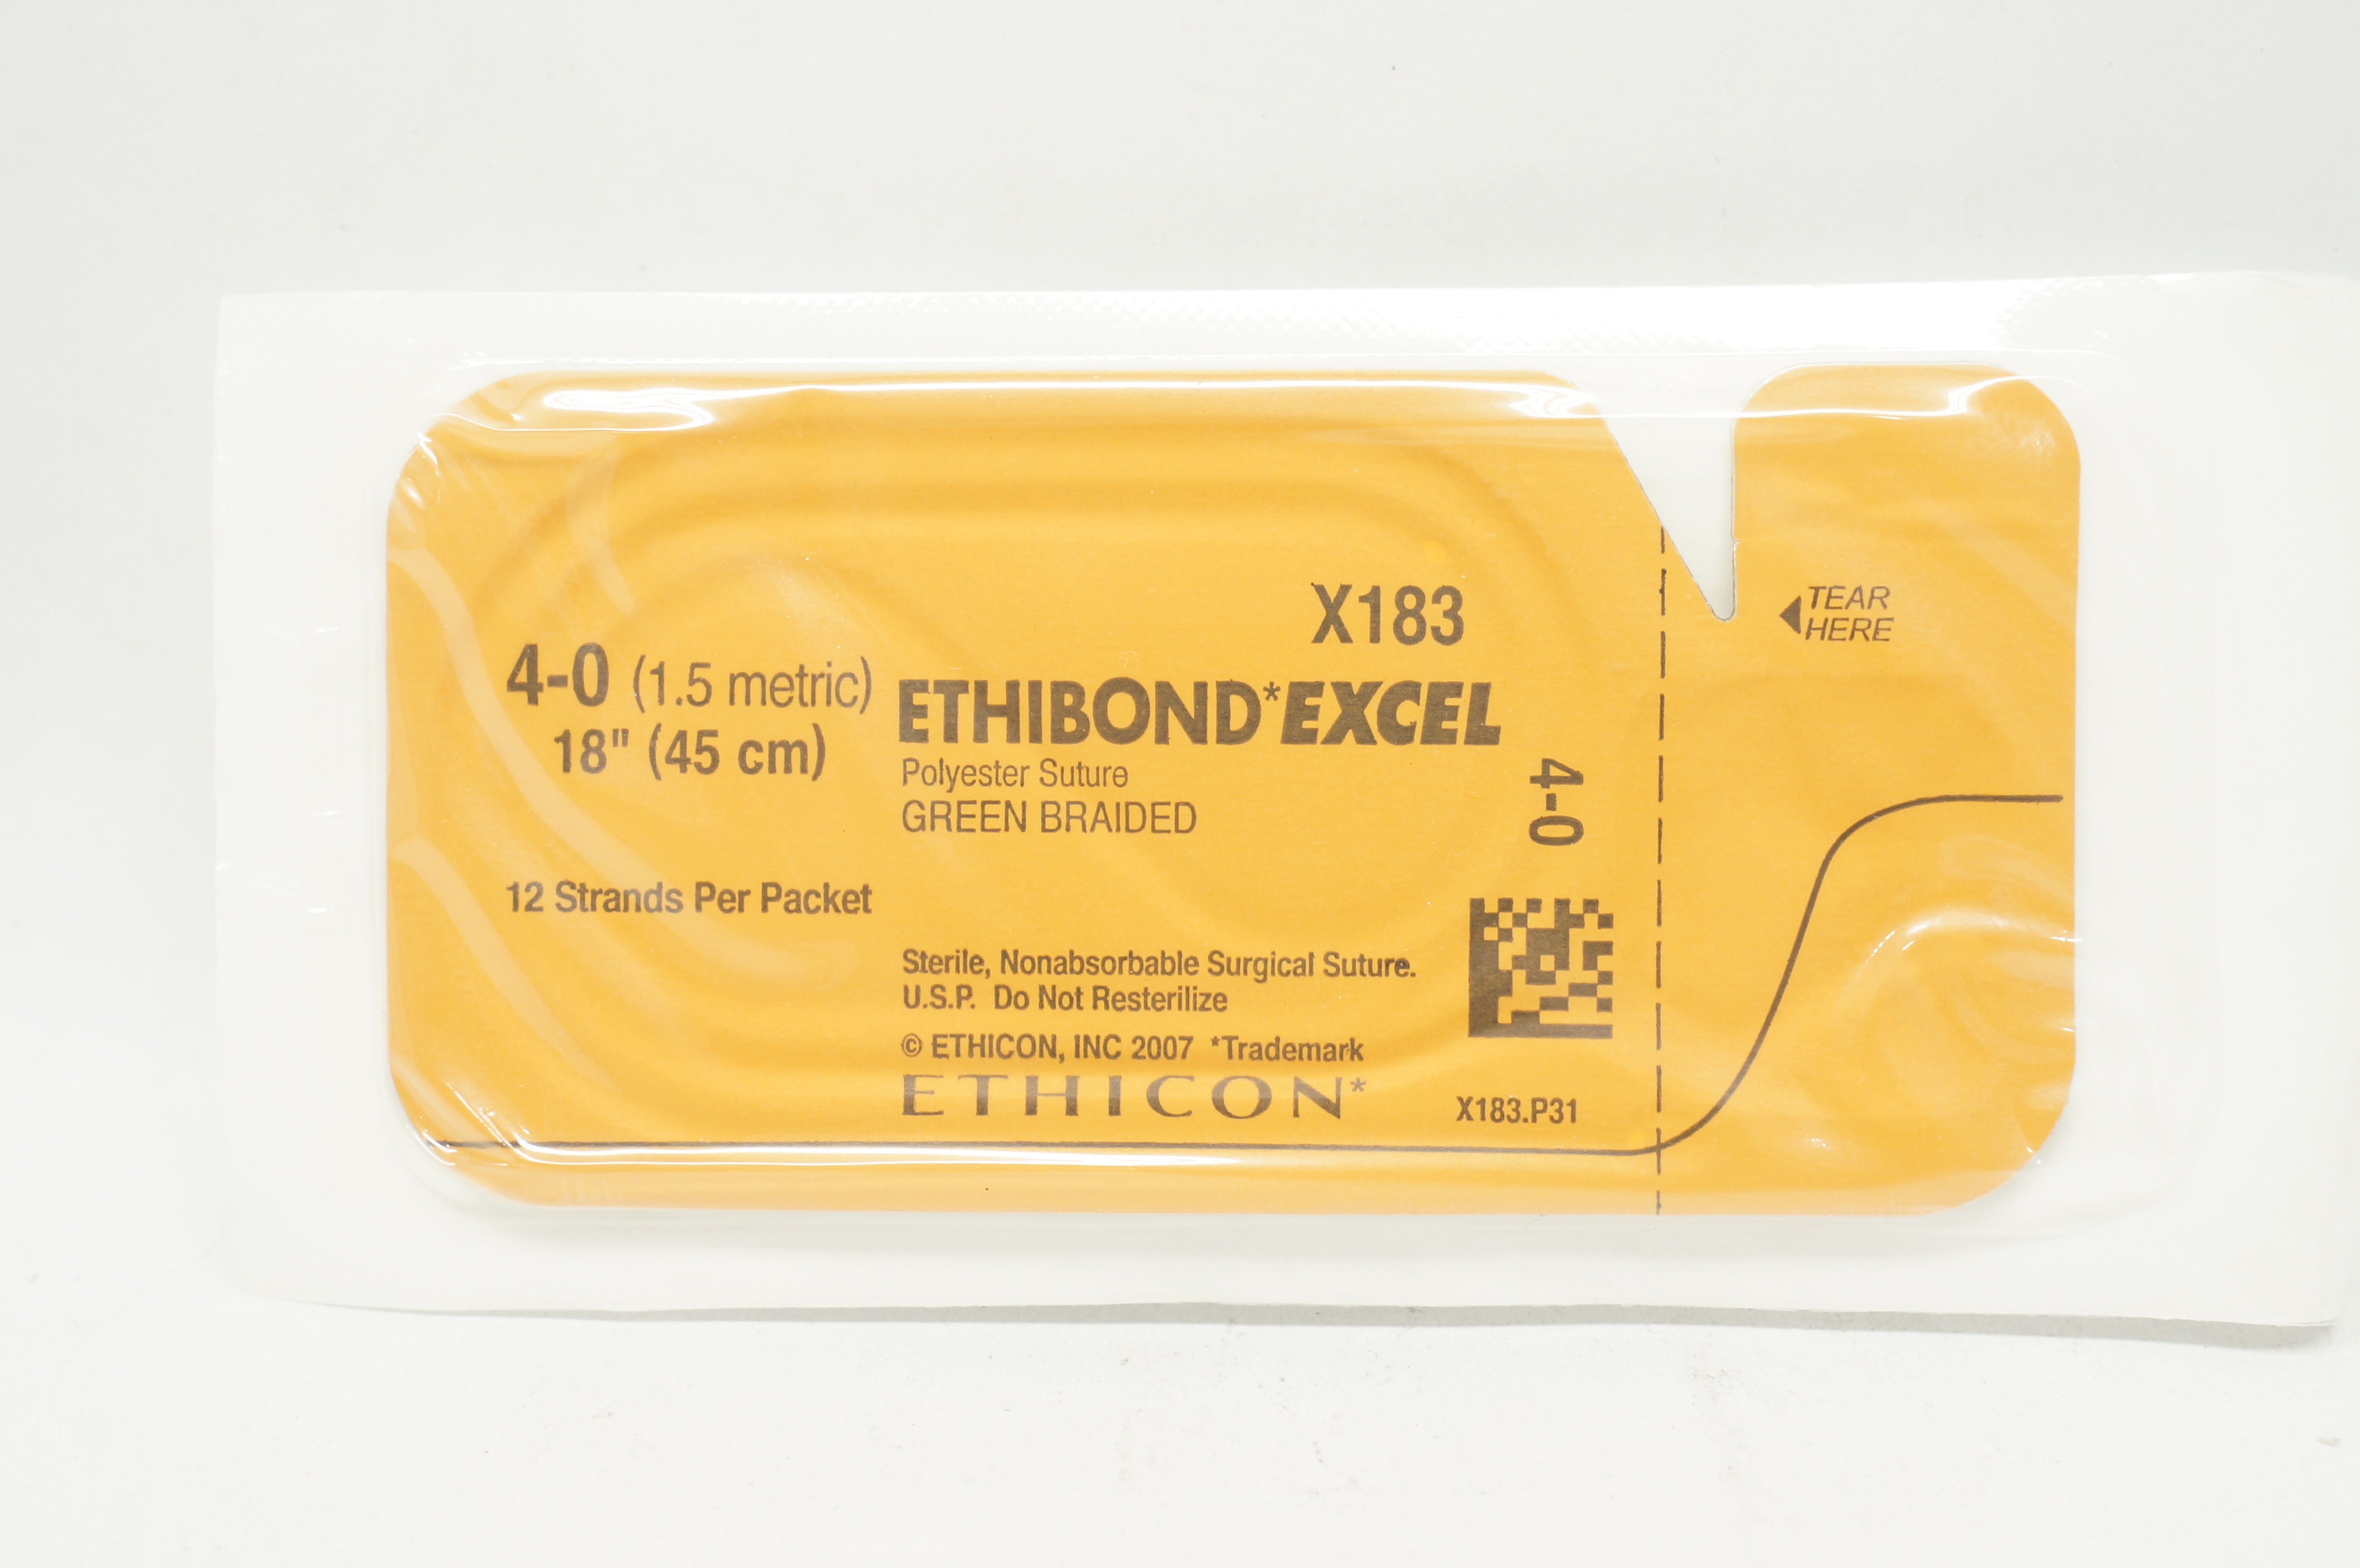 X183
TEAR
HERE
4-0 (1.5 metric)
18" (45 cm)
ETHIBOND*EXCEL
Polyester Suture
GREEN BRAIDED
4-0
12 Strands Per Packet
Sterile, Nonabsorbable Surgical Suture.
U.S.P. Do Not Resterilize
© ETHICON, INC 2007 *Trademark
ETHICON*
X183.P31